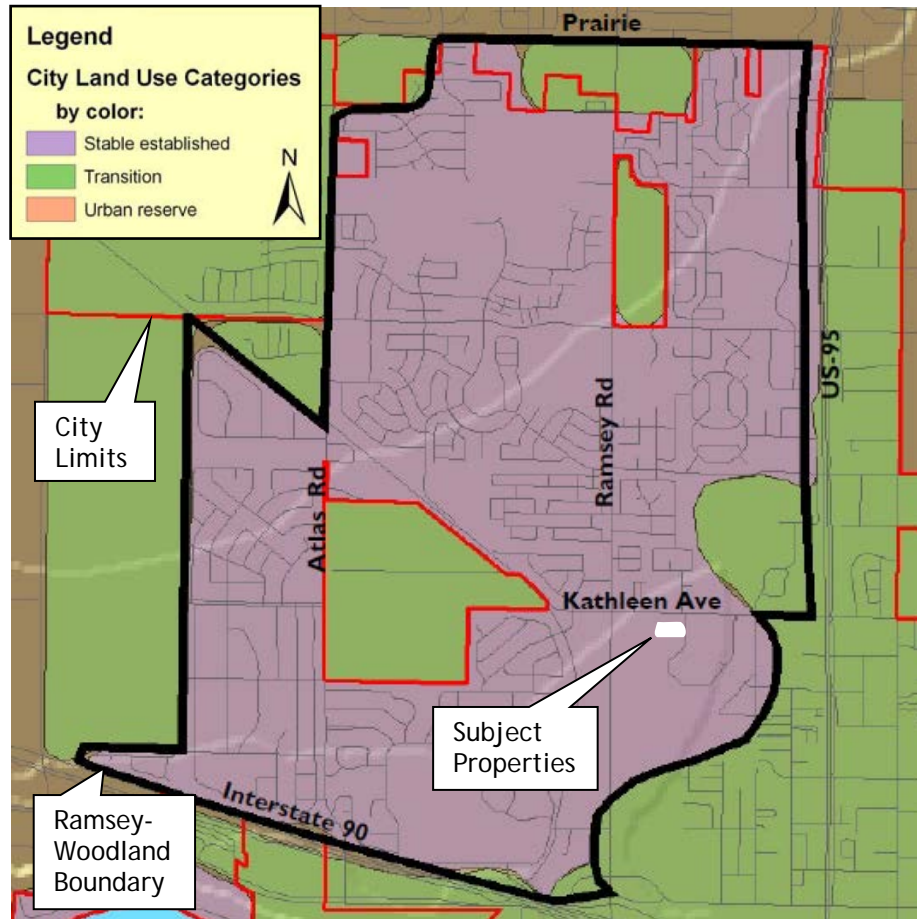 Legend
City Land Use Categories
by color:
Stable established
Transition
Urban reserve
N
Prairie
US-95
City
Limits
Ramsey Rd
Atlas Rd
Kathleen Ave
Subject
Properties
Interstate 90
Ramsey-
Woodland
Boundary